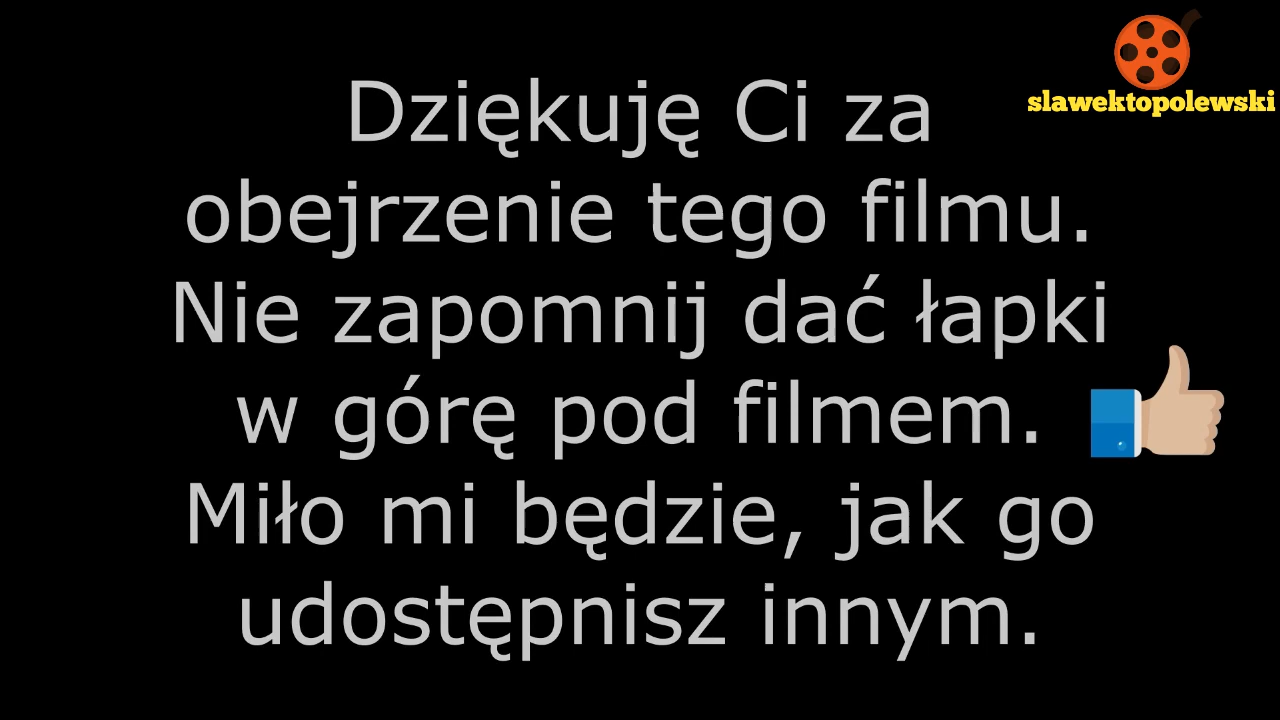 slawektopolewski
Dziękuję Ci za
obejrzenie tego filmu.
Nie zapomnij dać łapki
w górę pod filmem.
Miło mi będzie, jak go
udostępnisz innym.